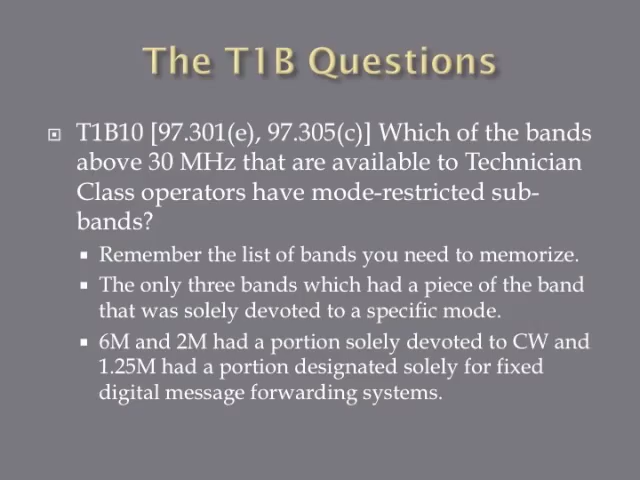 The T1B Questions
T1B10 [97.301(e), 97.305(c)] Which of the bands
above 30 MHz that are available to Technician
Class operators have mode-restricted sub-
bands?
Remember the list of bands you need to memorize.
The only three bands which had a piece of the band
that was solely devoted to a specific mode.
6M and 2M had a portion solely devoted to CW and
1.25M had a portion designated solely for fixed
digital message forwarding systems.